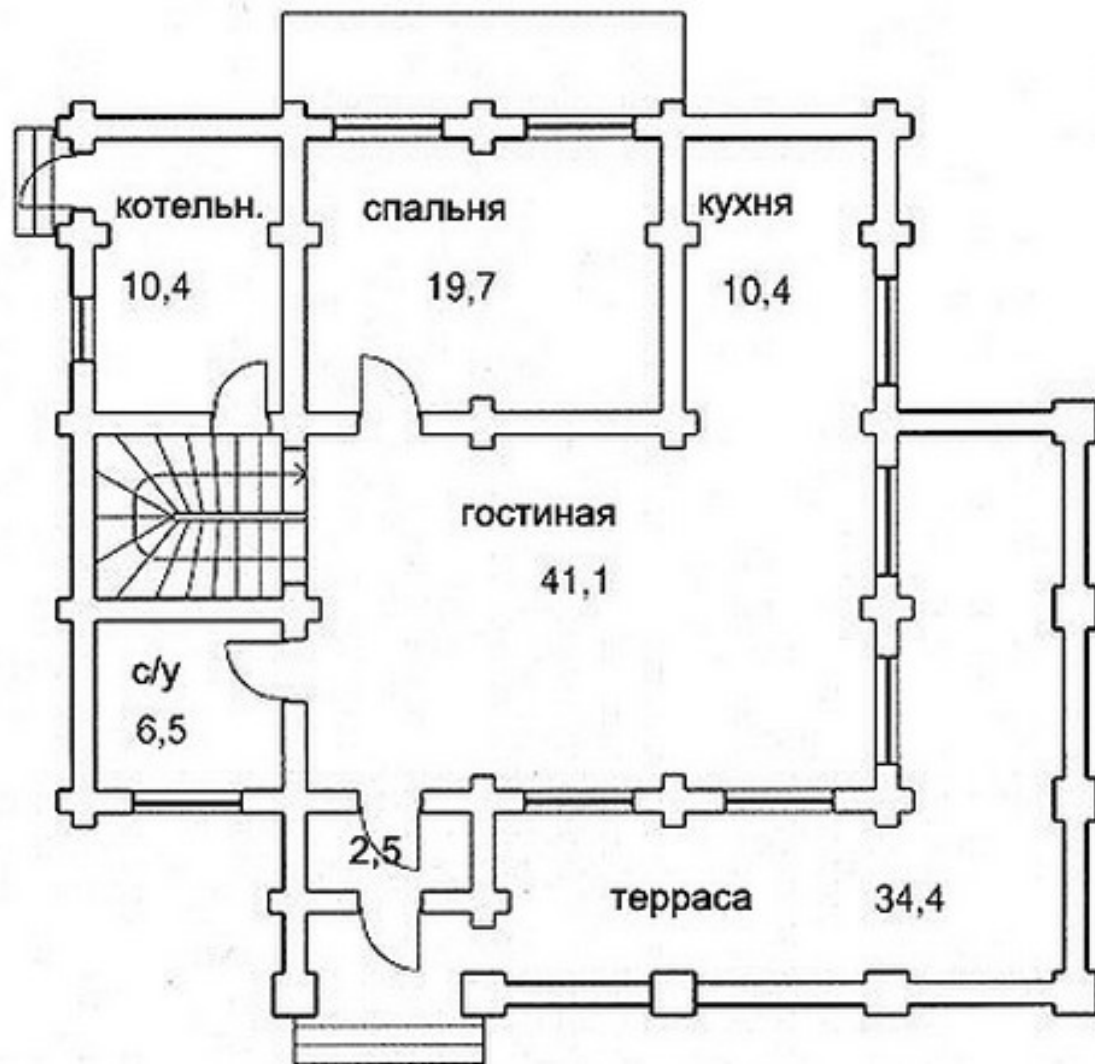 котельн.
10,4
спальня
19,7
кухня
10,4
гостиная
41,1
с/у
6,5
2,5
терраса
34,4